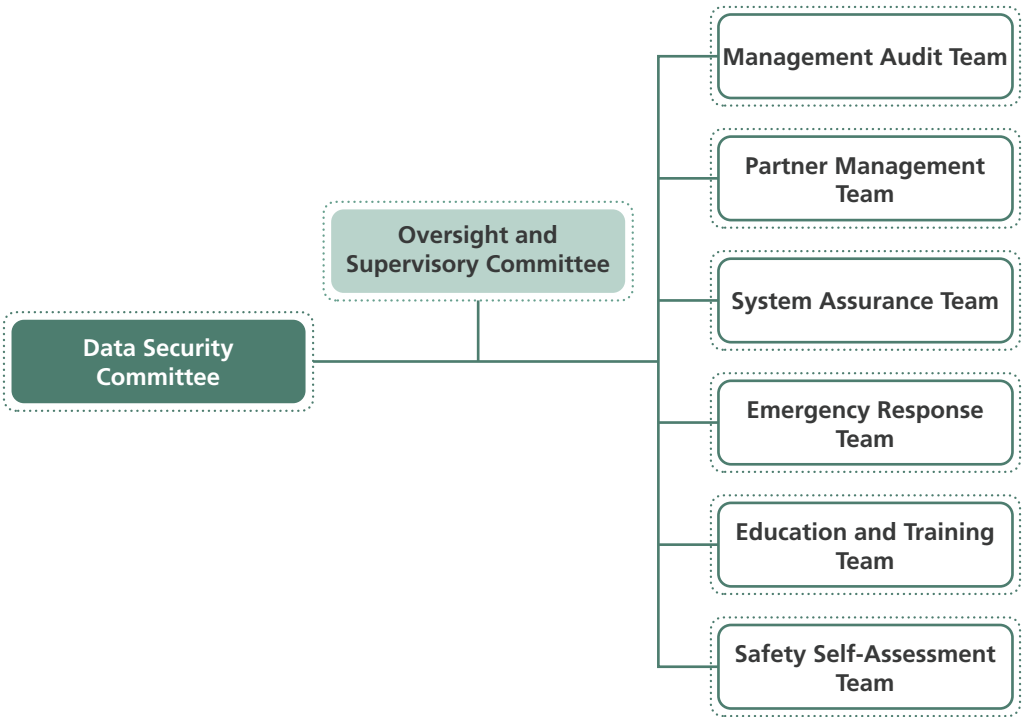 Management Audit Team
Partner Management
Team
Oversight and
Supervisory Committee
System Assurance Team
Data Security
Committee
Emergency Response
Team
Education and Training
Team
Safety Self-Assessment
Team